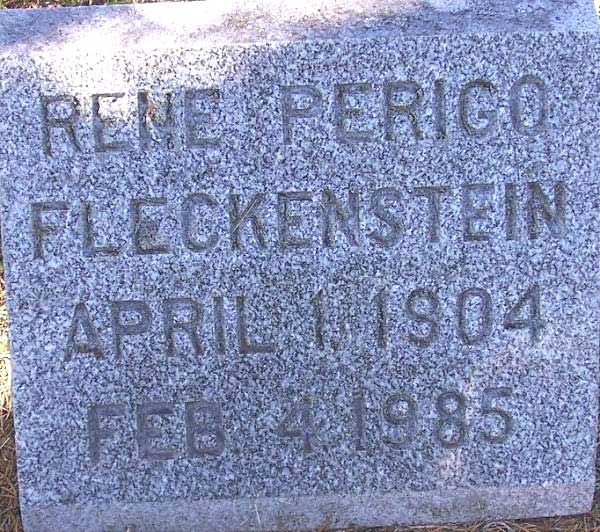 RENE PERIGO
FLECKENSTEIN
APRIL 1, 1904
FEB. 4, 1985